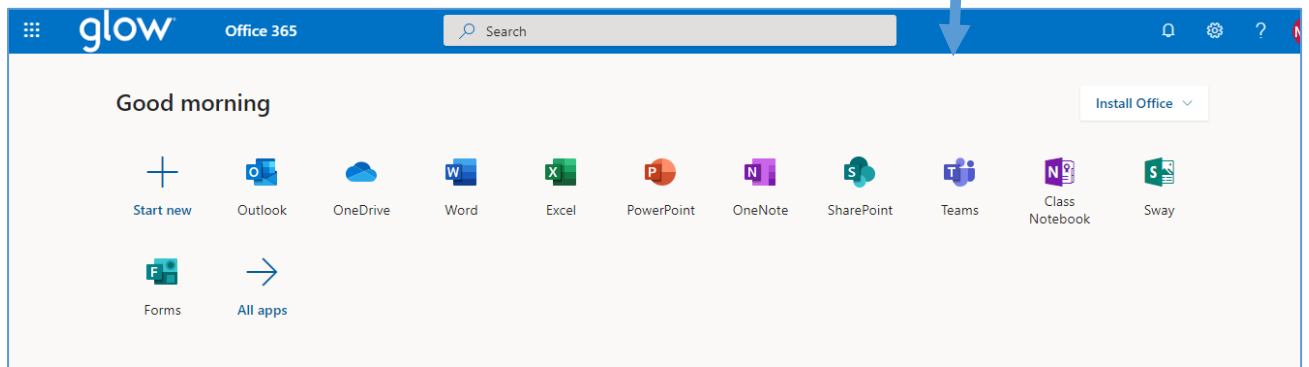 glow Office 365 Search ?
Good morning
Install Office
Start new Outlook OneDrive Word Excel PowerPoint OneNote SharePoint Teams Class Notebook Sway
Forms All apps